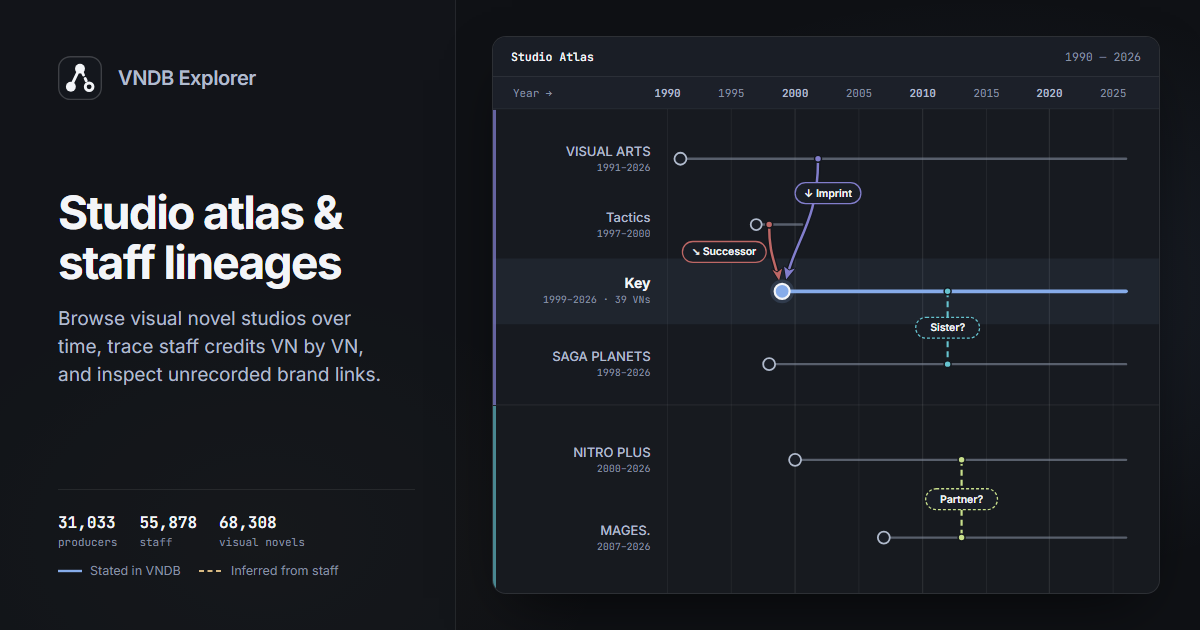 VNDB Explorer
Studio atlas &
staff lineages
Browse visual novel studios over
time, trace staff credits VN by VN,
and inspect unrecorded brand links.
31,033 55,878 68,308
producers staff visual novels
Stated in VNDB Inferred from staff
Studio Atlas 1990 — 2026
Year → 1990 1995 2000 2005 2010 2015 2020 2025
VISUAL ARTS
1991–2026
↓ Imprint
Tactics
1997–2000
↘ Successor
Key
1999–2026 · 39 VNs
Sister?
SAGA PLANETS
1998–2026
NITRO PLUS
2000–2026
Partner?
MAGES.
2007–2026